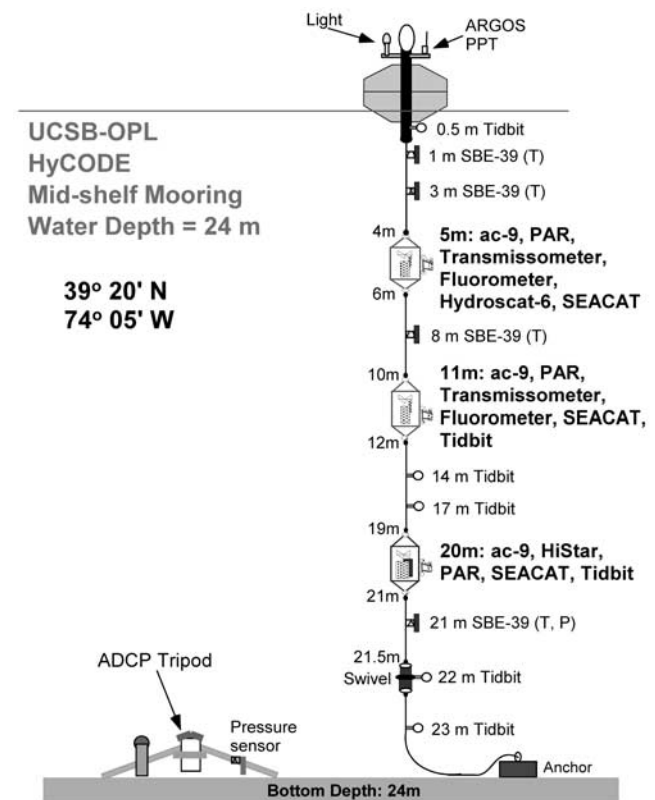 Light
ARGOS
PPT
0.5 m Tidbit
UCSB-OPL
HyCODE
Mid-shelf Mooring
Water Depth = 24 m
39º 20' N
74º 05' W
1 m SBE-39 (T)
3 m SBE-39 (T)
4m
5m: ac-9, PAR,
Transmissometer,
Fluorometer,
Hydroscat-6, SEACAT
6m
8 m SBE-39 (T)
10m
11m: ac-9, PAR,
Transmissometer,
Fluorometer, SEACAT,
Tidbit
12m
14 m Tidbit
17 m Tidbit
19m
20m: ac-9, HiStar,
PAR, SEACAT, Tidbit
21m
21 m SBE-39 (T, P)
21.5m
Swivel
22 m Tidbit
23 m Tidbit
ADCP Tripod
Pressure
sensor
Anchor
Bottom Depth: 24m